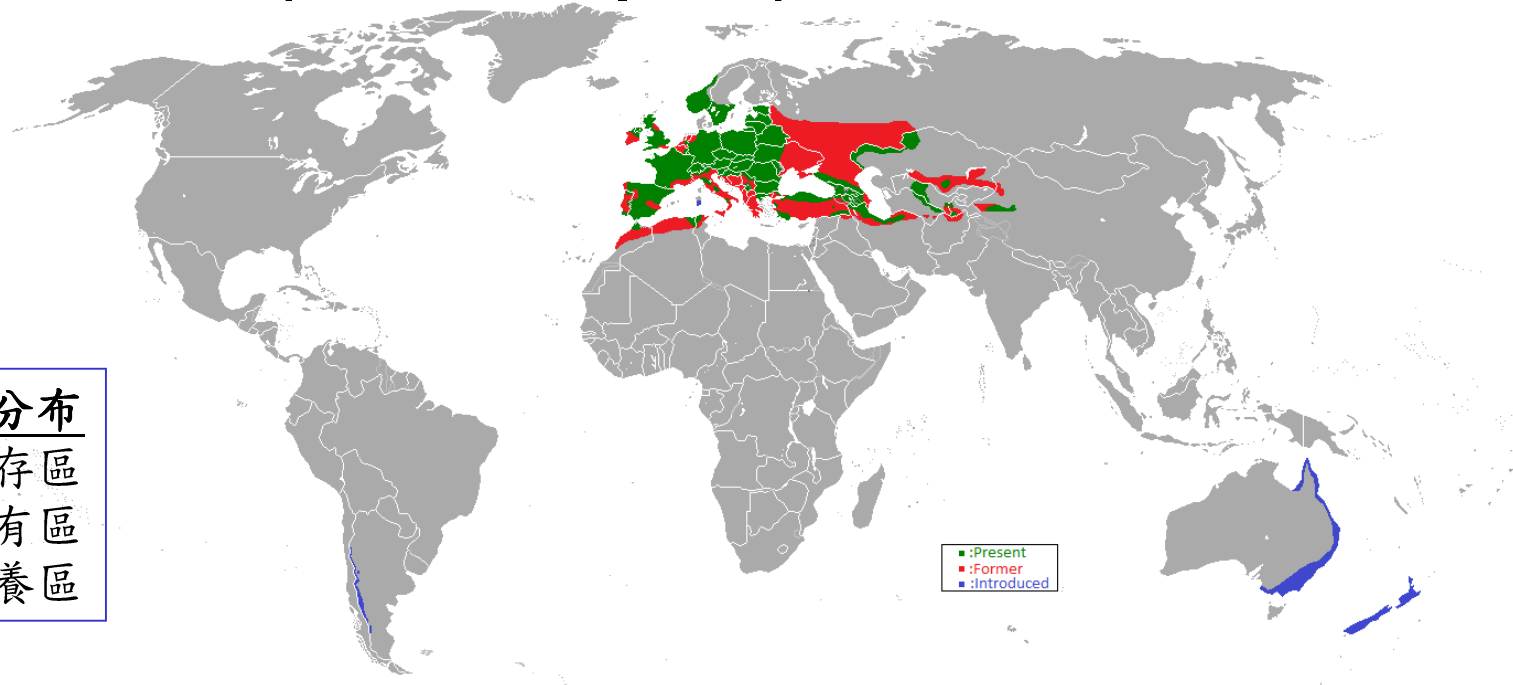 分布
存區
有區
養區
:Present
:Former
:Introduced